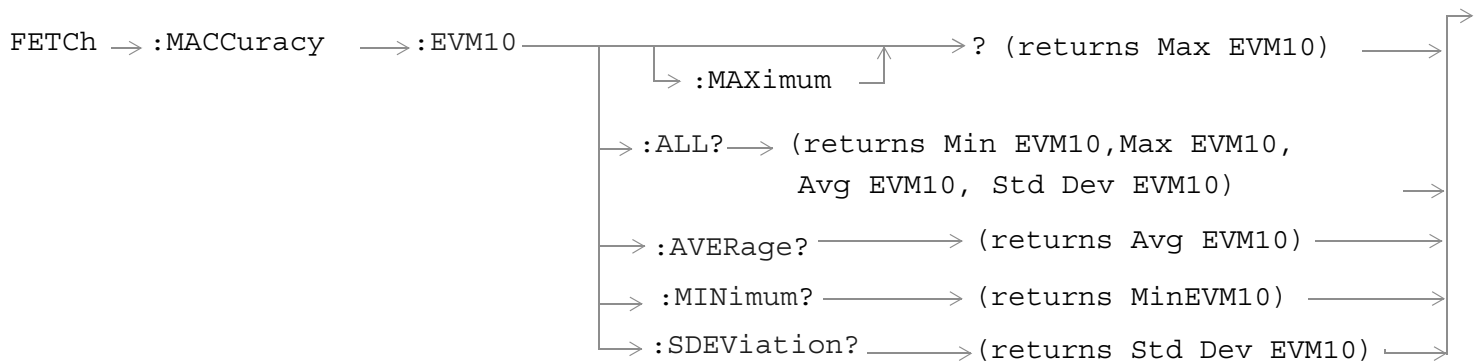 FETCh :MACCuracy :EVM10 ? (returns Max EVM10)
:MAXimum
:ALL? (returns Min EVM10,Max EVM10,
Avg EVM10, Std Dev EVM10)
:AVERage? (returns Avg EVM10)
:MINimum? (returns MinEVM10)
:SDEViation? (returns Std Dev EVM10)